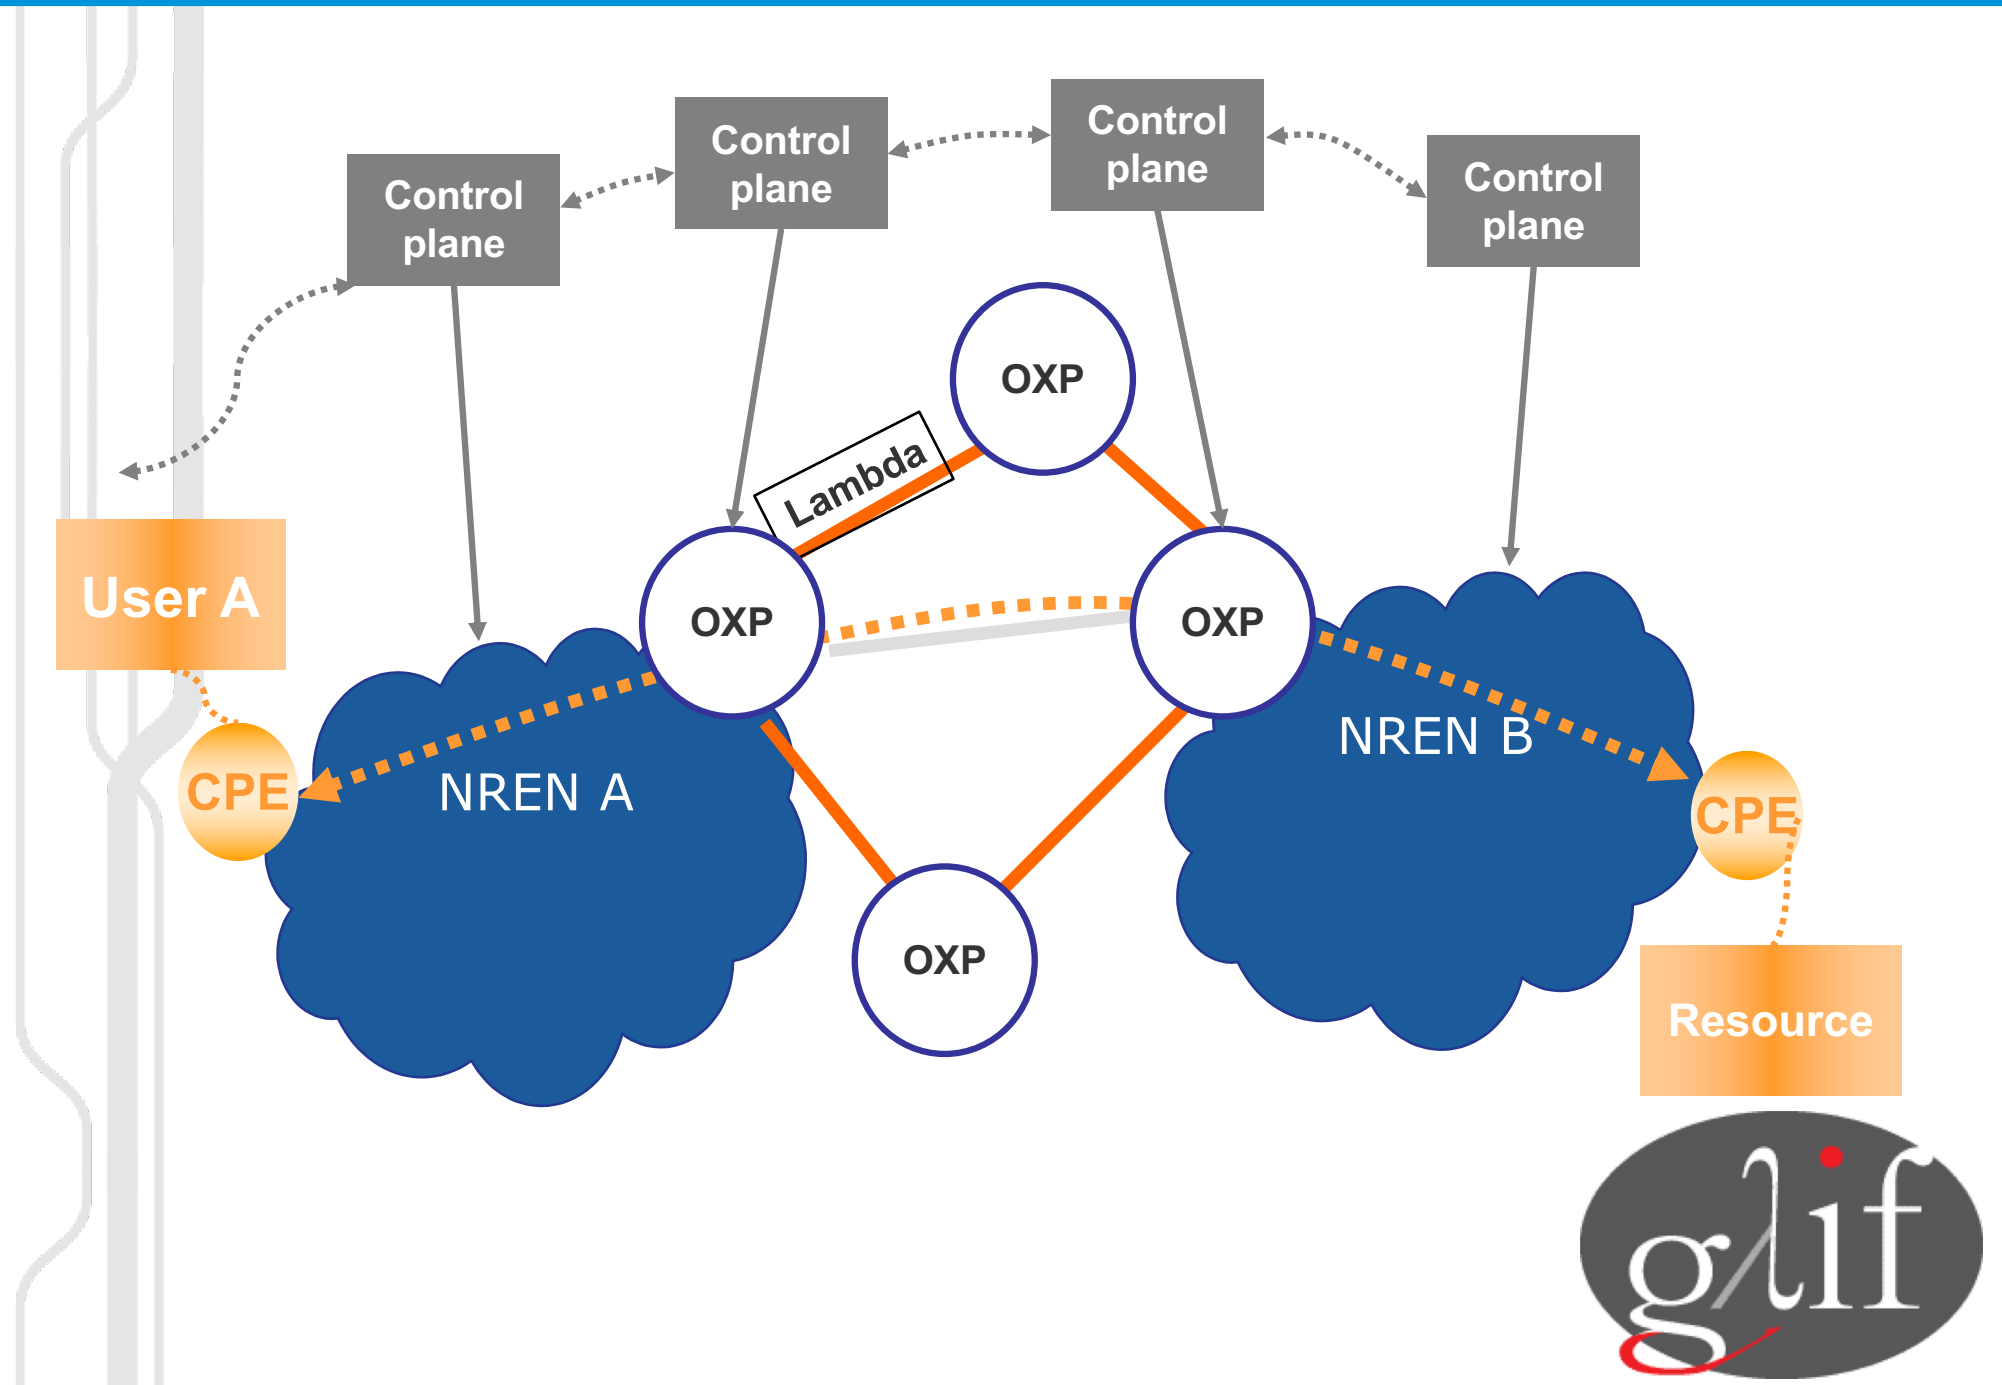 Control
plane
Control
plane
Control
plane
Control
plane
OXP
Lambda
User A
OXP
OXP
NREN B
CPE
NREN A
CPE
OXP
Resource
gλif